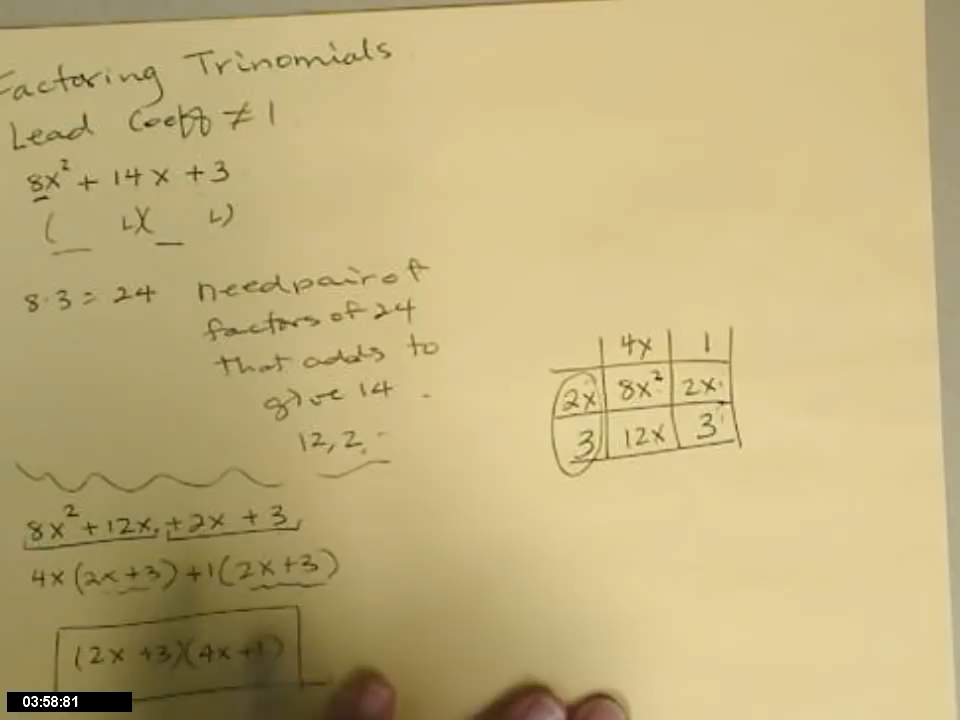 Factoring Trinomials
Lead Coeff ≠ 1
8x² + 14x + 3
(__ + )(__ + )
8·3 = 24 need pair of
factors of 24
that adds to
give 14
12, 2
8x² + 12x + 2x + 3
4x(2x+3) + 1(2x+3)
(2x+3)(4x+1)
4x 1
2x 8x² 2x
3 12x 3
03:58:81